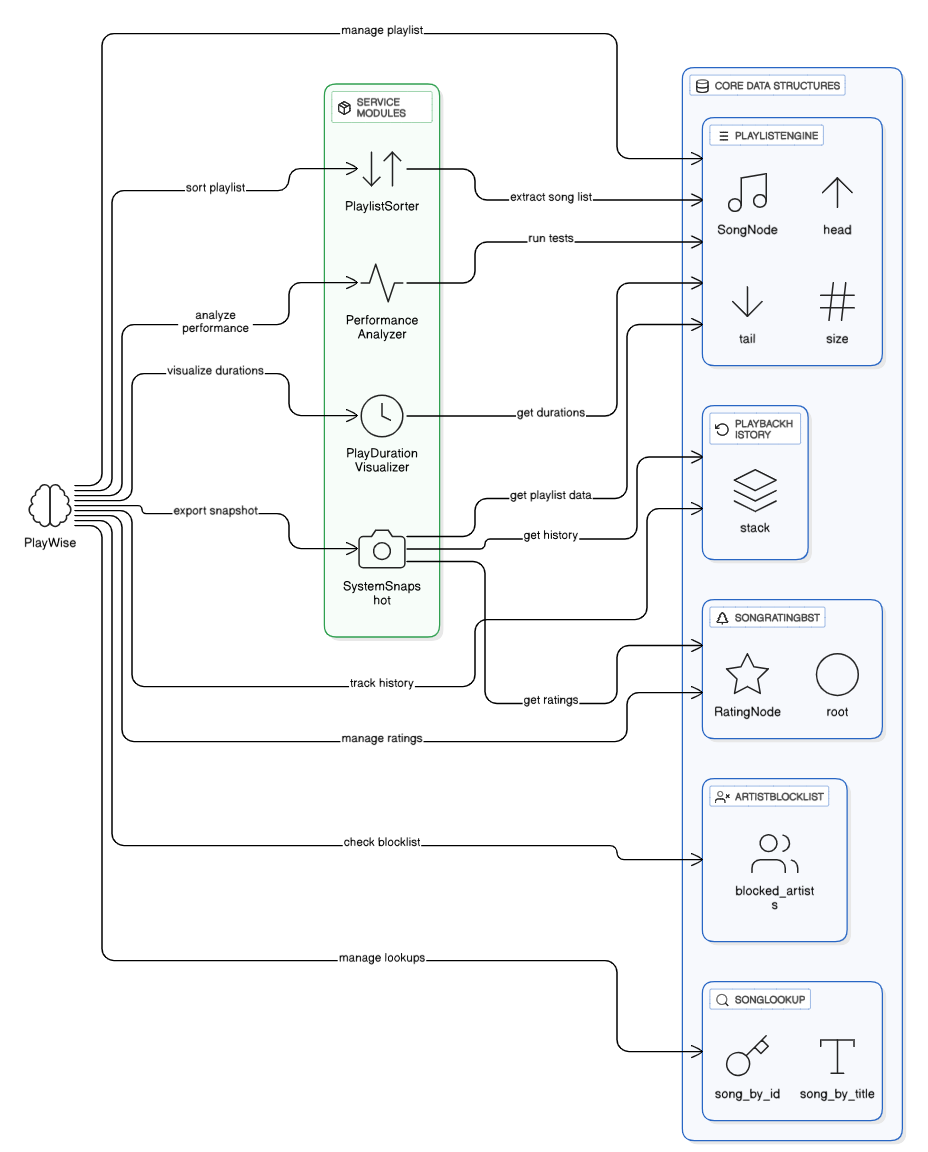 manage playlist
CORE DATA STRUCTURES
SERVICE
MODULES
PLAYLISTENGINE
sort playlist
PlaylistSorter
extract song list
SongNode
head
run tests
analyze
performance
Performance
Analyzer
tail
size
visualize durations
get durations
PlayDuration
Visualizer
PLAYBACKH
ISTORY
get playlist data
export snapshot
get history
stack
PlayWise
SystemSnaps
hot
SONGRATINGBST
track history
get ratings
RatingNode
root
manage ratings
ARTISTBLOCKLIST
check blocklist
blocked_artist
s
manage lookups
SONGLOOKUP
song_by_id
song_by_title